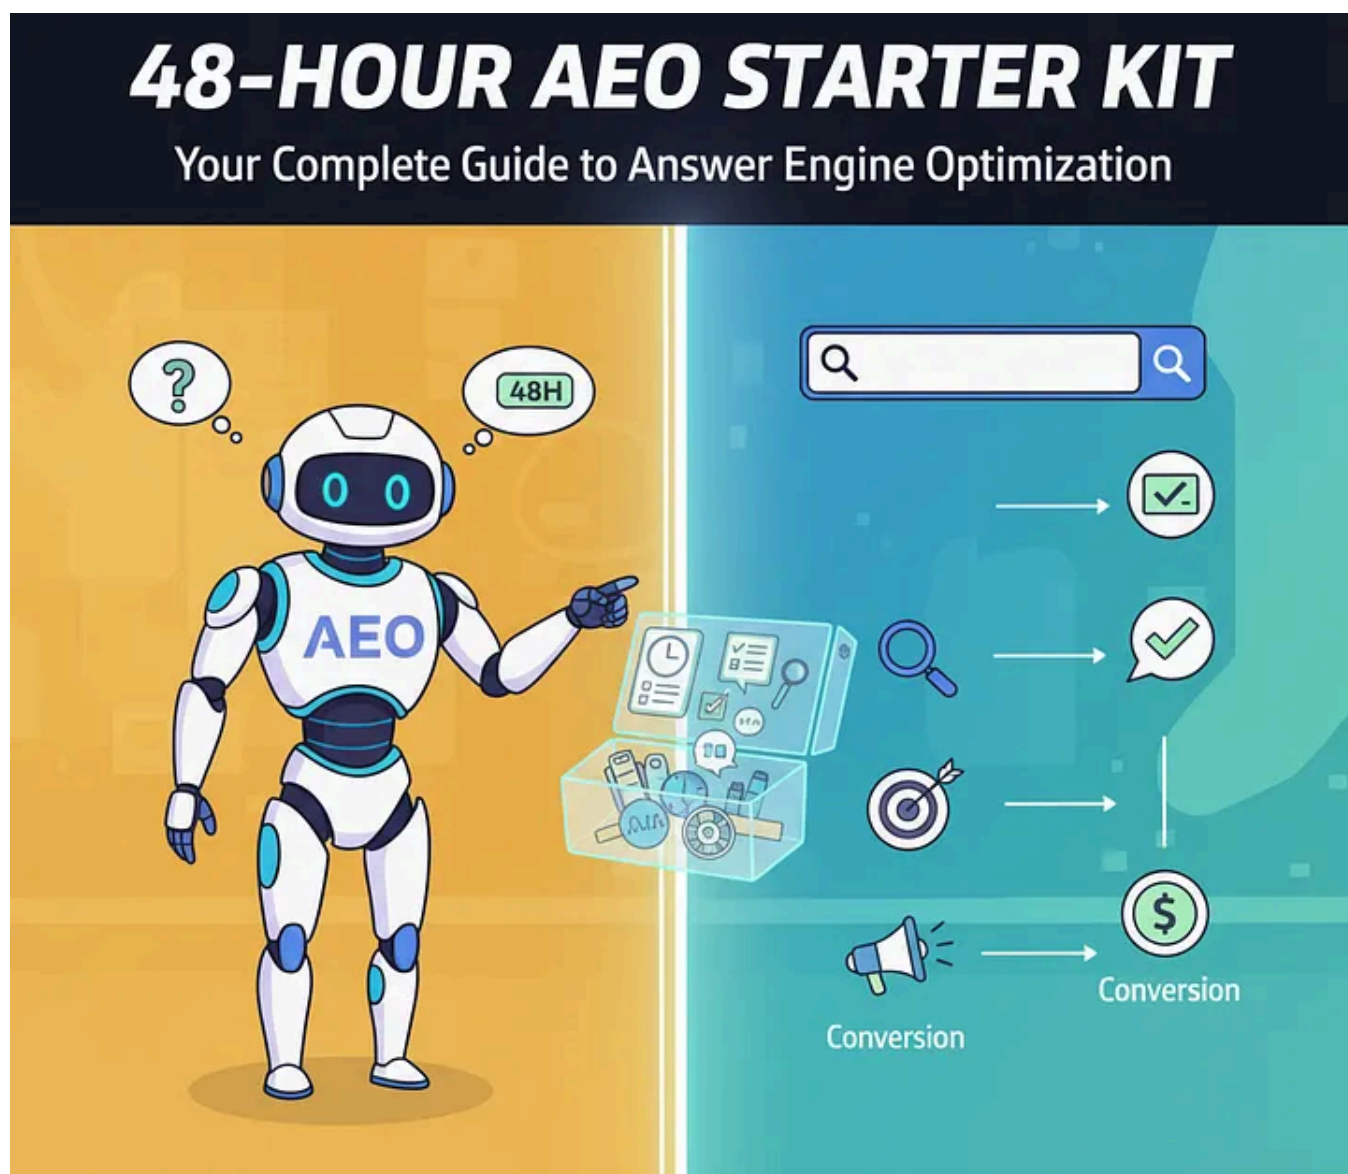 48-HOUR AEO STARTER KIT
Your Complete Guide to Answer Engine Optimization
?
48H
AEO
$
Conversion
Conversion